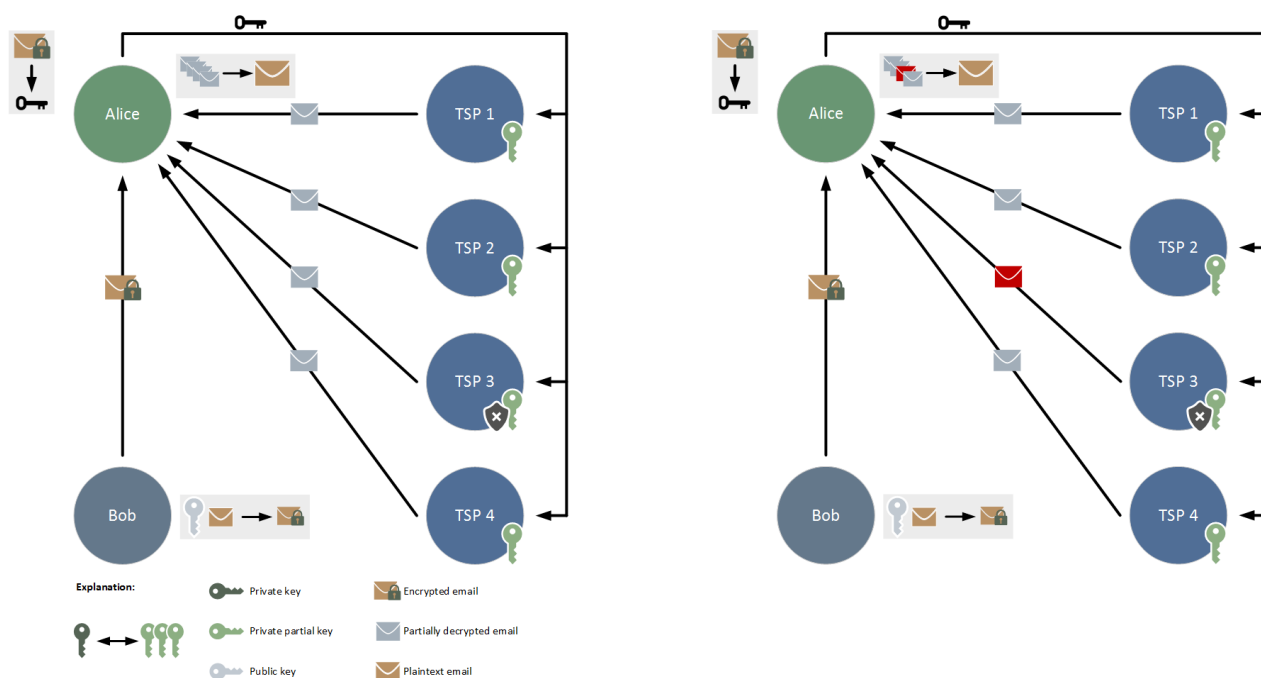 Alice
TSP 1
TSP 2
TSP 3
Bob
TSP 4
Explanation:
Private key
Encrypted email
Private partial key
Partially decrypted email
Public key
Plaintext email
Alice
TSP 1
TSP 2
TSP 3
Bob
TSP 4